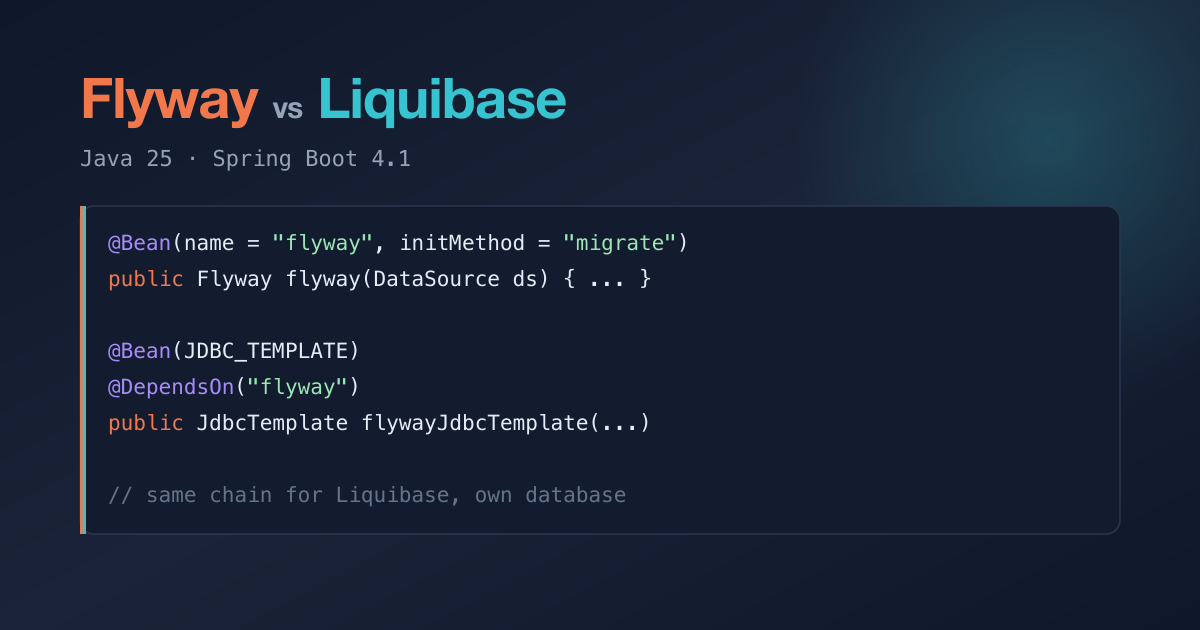 Flyway vs Liquibase
Java 25 · Spring Boot 4.1
@Bean(name = "flyway", initMethod = "migrate")
public Flyway flyway(DataSource ds) { ... }
@Bean(JDBC_TEMPLATE)
@DependsOn("flyway")
public JdbcTemplate flywayJdbcTemplate(...)
// same chain for Liquibase, own database